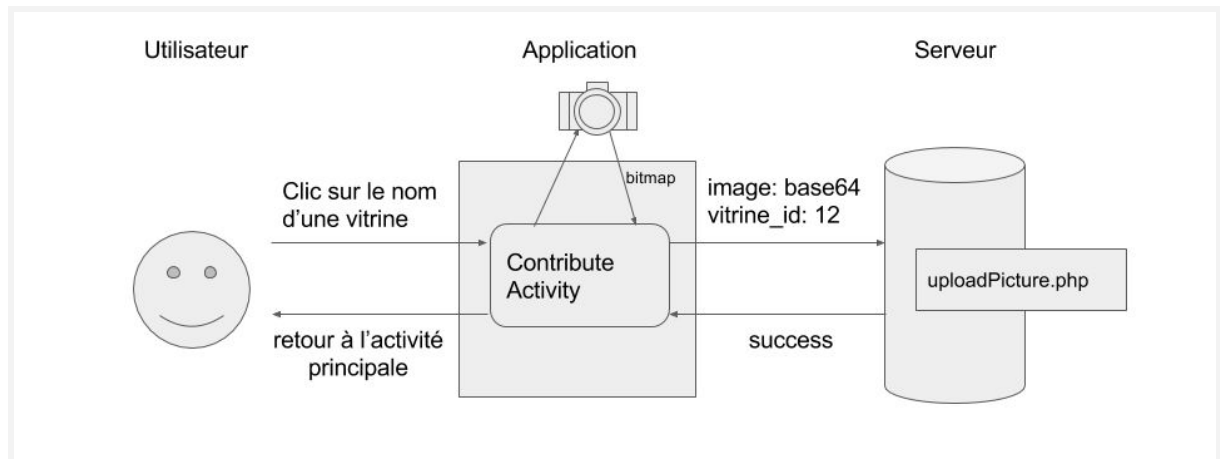 Utilisateur
Application
Serveur
bitmap
Clic sur le nom
d’une vitrine
image: base64
vitrine_id: 12
Contribute
Activity
uploadPicture.php
retour à l’activité
principale
success